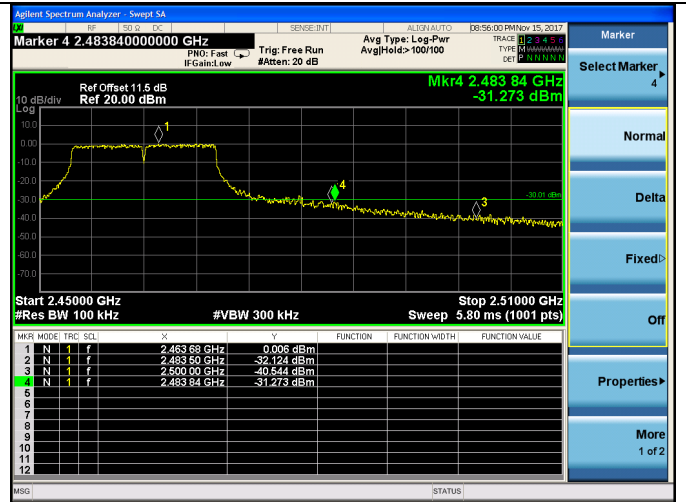 Agilent Spectrum Analyzer - Swept SA
LXI RF 50 Ω DC SENSE:INT ALIGN AUTO 08:56:00 PM Nov 15, 2017
Marker 4 2.483840000000 GHz
PNO: Fast Trig: Free Run Avg Type: Log-Pwr TRACE 1 2 3 4 5 6
IFGain:Low #Atten: 20 dB Avg|Hold:> 100/100 TYPE M WWWWW
DET P N N N N N
Marker
Select Marker
4
Normal
Delta
Fixed
Off
Properties
More
1 of 2
Ref Offset 11.5 dB
10 dB/div Ref 20.00 dBm
Log
Mkr4 2.483 84 GHz
-31.273 dBm
10.0
0.00
-10.0
-20.0
-30.0
-40.0
-50.0
-60.0
-70.0
1
4
3
-30.01 dBm
Start 2.45000 GHz Stop 2.51000 GHz
#Res BW 100 kHz #VBW 300 kHz Sweep 5.80 ms (1001 pts)
MKR MODE TRC SCL X Y FUNCTION FUNCTION WIDTH FUNCTION VALUE
1 N 1 f 2.463 68 GHz 0.006 dBm
2 N 1 f 2.483 50 GHz -32.124 dBm
3 N 1 f 2.500 00 GHz -40.544 dBm
4 N 1 f 2.483 84 GHz -31.273 dBm
5
6
7
8
9
10
11
12
MSG STATUS